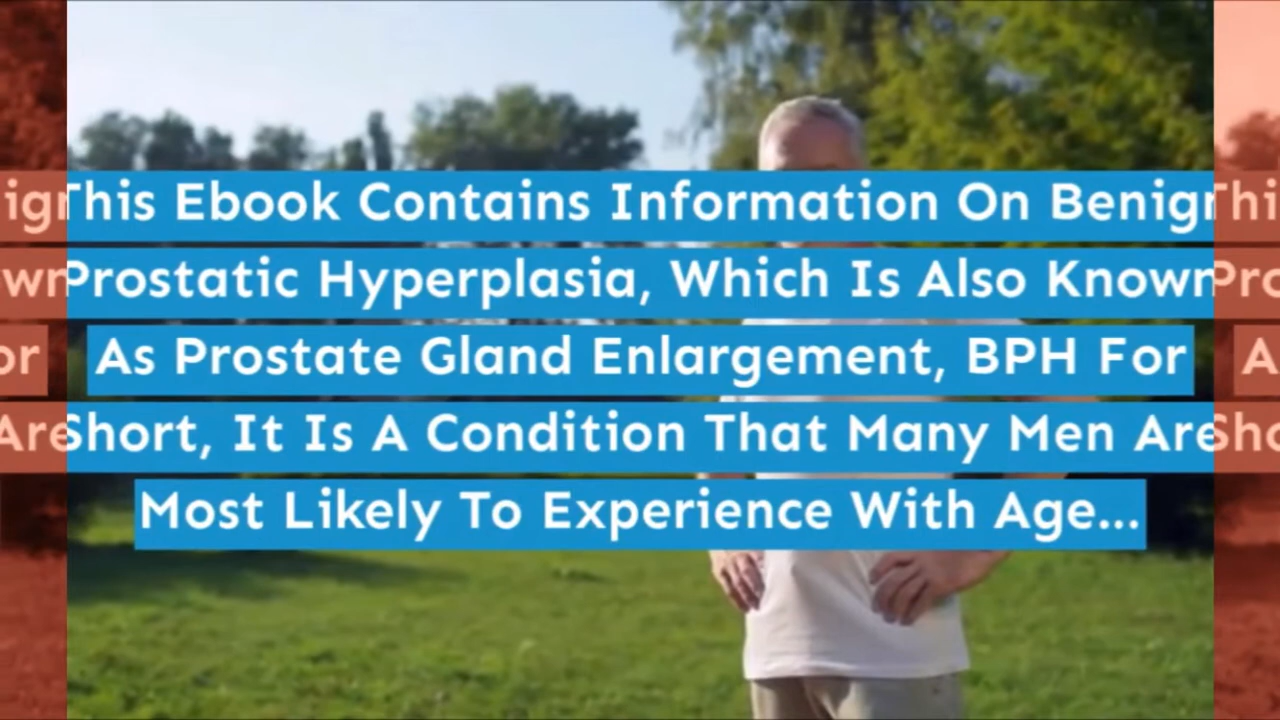 This Ebook Contains Information On Benign
Prostatic Hyperplasia, Which Is Also Known
As Prostate Gland Enlargement, BPH For
Short, It Is A Condition That Many Men Are
Most Likely To Experience With Age...